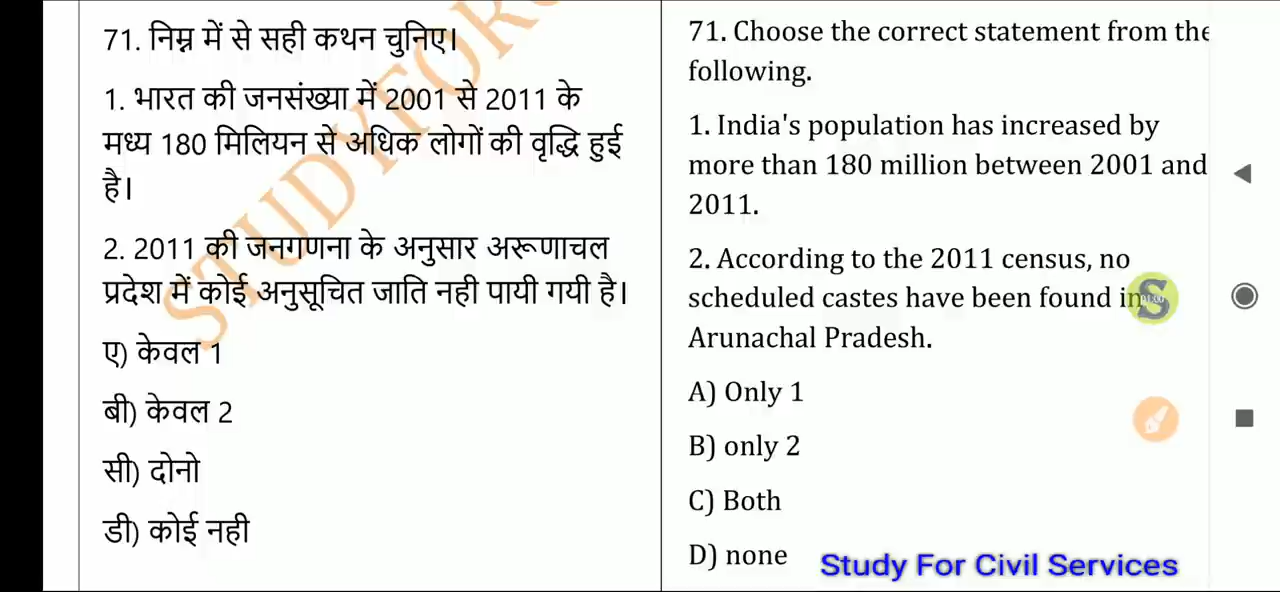 71. निम्न में से सही कथन चुनिए।
1. भारत की जनसंख्या में 2001 से 2011 के
मध्य 180 मिलियन से अधिक लोगों की वृद्धि हुई
है।
2. 2011 की जनगणना के अनुसार अरूणाचल
प्रदेश में कोई अनुसूचित जाति नही पायी गयी है।
ए) केवल 1
बी) केवल 2
सी) दोनो
डी) कोई नही
71. Choose the correct statement from the
following.
1. India's population has increased by
more than 180 million between 2001 and
2011.
2. According to the 2011 census, no
scheduled castes have been found in
Arunachal Pradesh.
A) Only 1
B) only 2
C) Both
D) none
Study For Civil Services